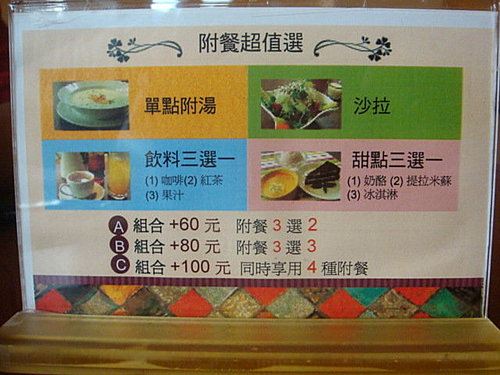 附餐超值選
單點附湯
沙拉
飲料三選一
(1) 咖啡(2) 紅茶
(3) 果汁
甜點三選一
(1) 奶酪 (2) 提拉米蘇
(3) 冰淇淋
A 組合 +60 元 附餐 3 選 2
B 組合 +80 元 附餐 3 選 3
C 組合 +100 元 同時享用 4 種附餐